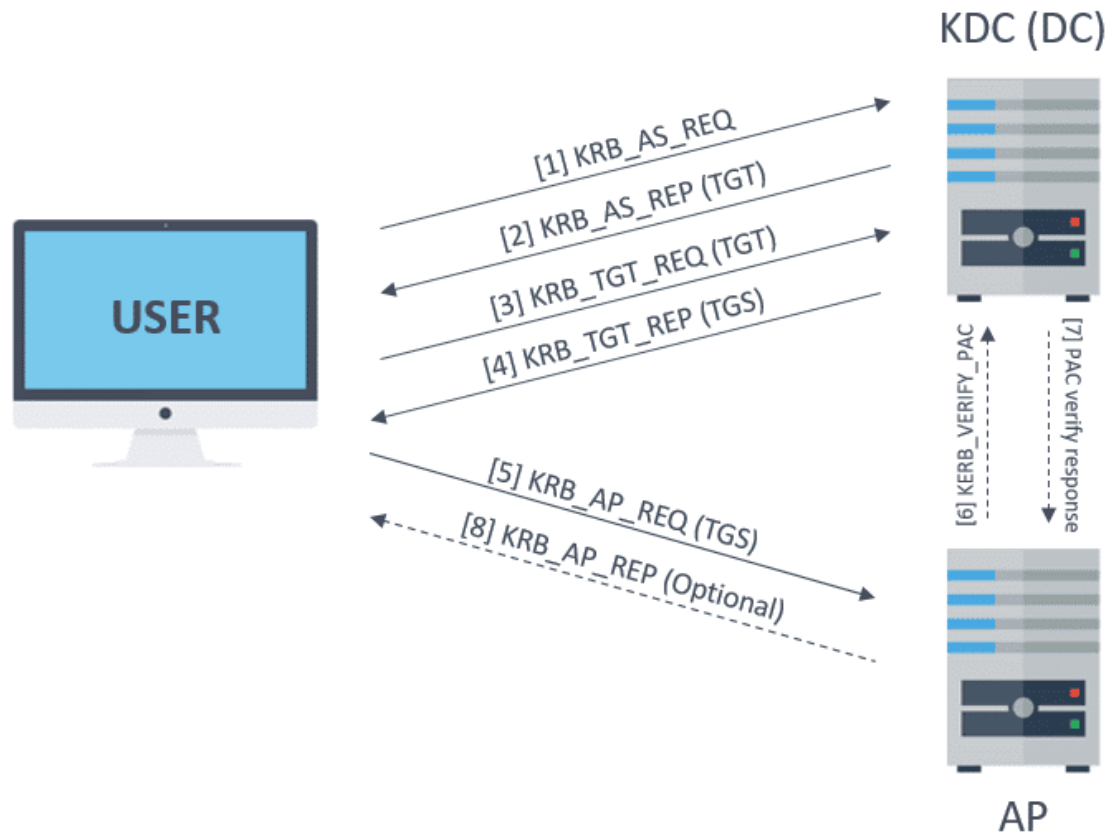 KDC (DC)
[1] KRB_AS_REQ
[2] KRB_AS_REP (TGT)
[3] KRB_TGT_REQ (TGT)
[4] KRB_TGT_REP (TGS)
USER
[5] KRB_AP_REQ (TGS)
[8] KRB_AP_REP (Optional)
[6] KERB_VERIFY_PAC
[7] PAC verify response
AP